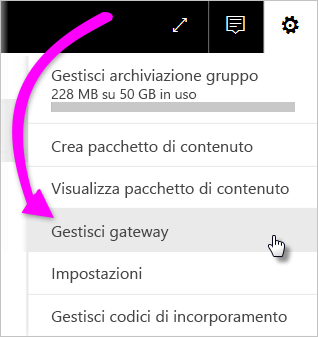 Gestisci archiviazione gruppo
228 MB su 50 GB in uso
Crea pacchetto di contenuto
Visualizza pacchetto di contenuto
Gestisci gateway
Impostazioni
Gestisci codici di incorporamento